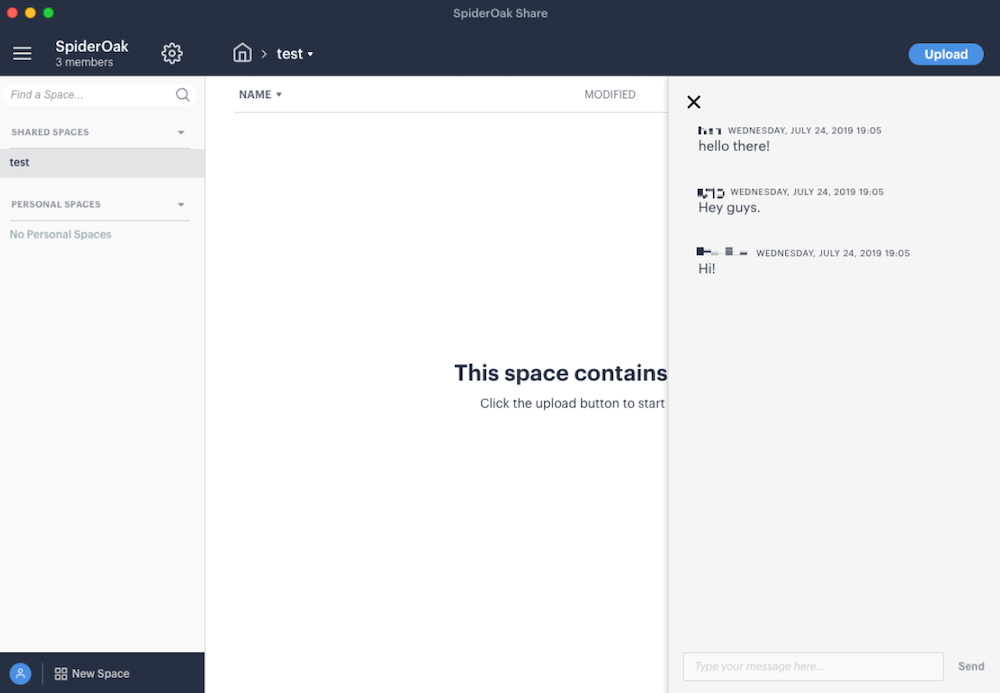 SpiderOak Share
SpiderOak
3 members
test
Upload
Find a Space...
SHARED SPACES
test
PERSONAL SPACES
No Personal Spaces
New Space
NAME
MODIFIED
This space contains
Click the upload button to start
WEDNESDAY, JULY 24, 2019 19:05
hello there!
WEDNESDAY, JULY 24, 2019 19:05
Hey guys.
WEDNESDAY, JULY 24, 2019 19:05
Hi!
Type your message here...
Send